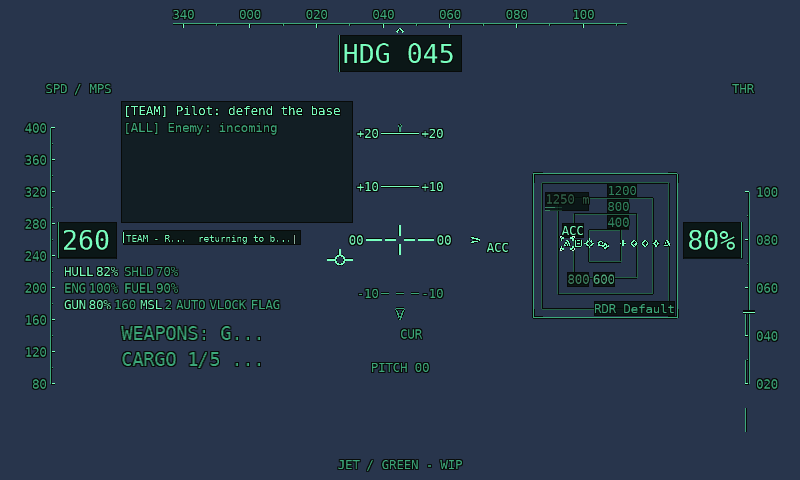 340 000 020 040 060 080 100
HDG 045
SPD / MPS
THR
[TEAM] Pilot: defend the base
[ALL] Enemy: incoming
TEAM - R... returning to b...
400
360
320
280
240
200
160
120
80
260
+20 +20
+10 +10
00 00
-10 -10
ACC
CUR
PITCH 00
HULL 82% SHLD 70%
ENG 100% FUEL 90%
GUN 80% 160 MSL 2 AUTO VLOCK FLAG
WEAPONS: G...
CARGO 1/5 ...
1250 m
1200
800
400
ACC
800 600
RDR Default
80%
100
080
060
040
020
JET / GREEN - WIP